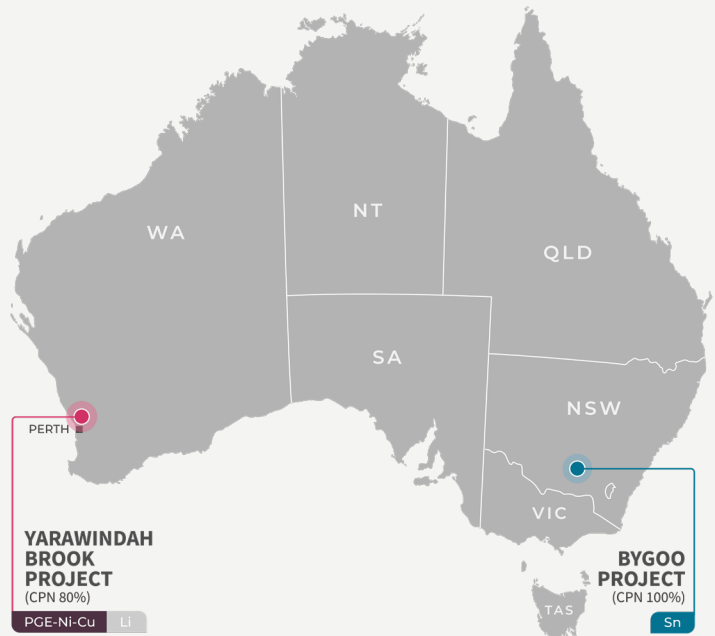 WA
NT
QLD
SA
NSW
PERTH
VIC
TAS
YARAWINDAH
BROOK
PROJECT
(CPN 80%)
PGE-Ni-Cu
Li
BYGOO
PROJECT
(CPN 100%)
Sn